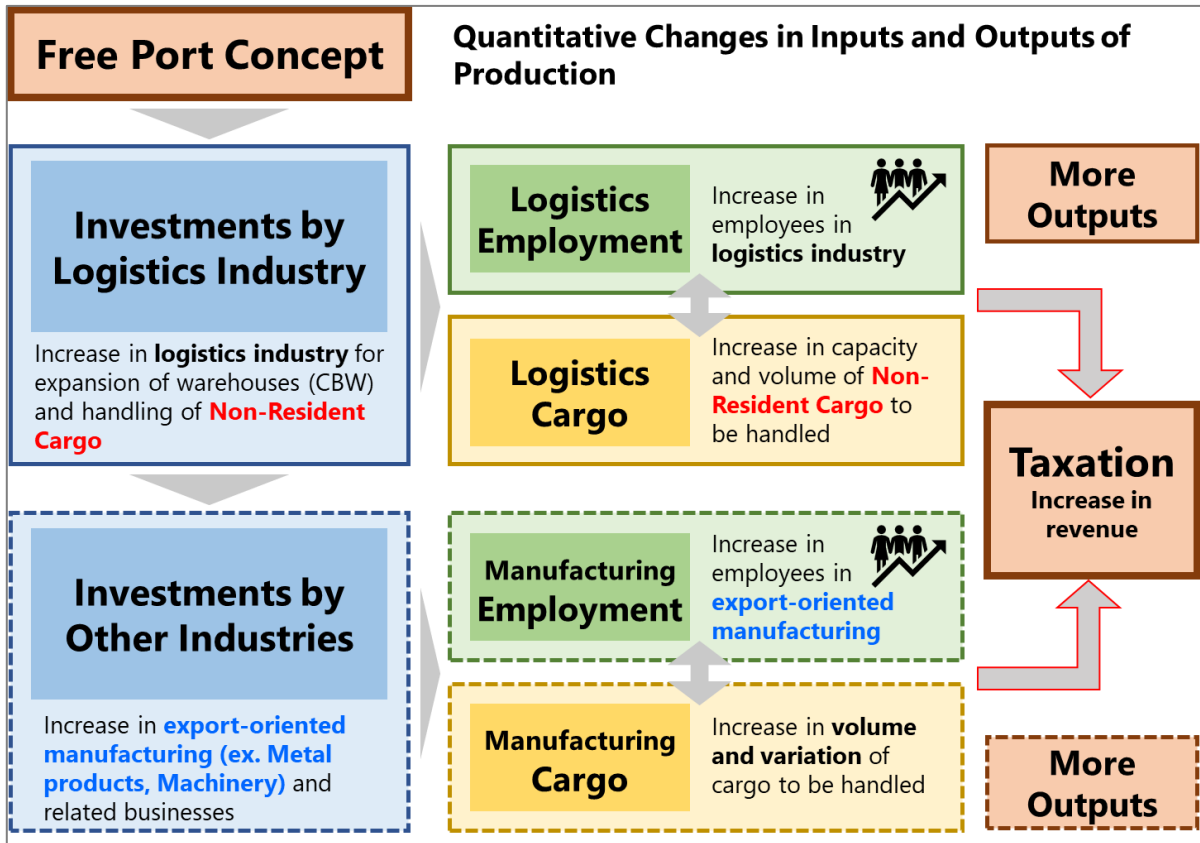 Free Port Concept
Quantitative Changes in Inputs and Outputs of
Production
Investments by
Logistics Industry
Increase in logistics industry for
expansion of warehouses (CBW)
and handling of Non-Resident
Cargo
Logistics
Employment
Increase in
employees in
logistics industry
Logistics
Cargo
Increase in capacity
and volume of Non-
Resident Cargo to
be handled
More
Outputs
Taxation
Increase in
revenue
Investments by
Other Industries
Increase in export-oriented
manufacturing (ex. Metal
products, Machinery) and
related businesses
Manufacturing
Employment
Increase in
employees in
export-oriented
manufacturing
Manufacturing
Cargo
Increase in volume
and variation of
cargo to be handled
More
Outputs